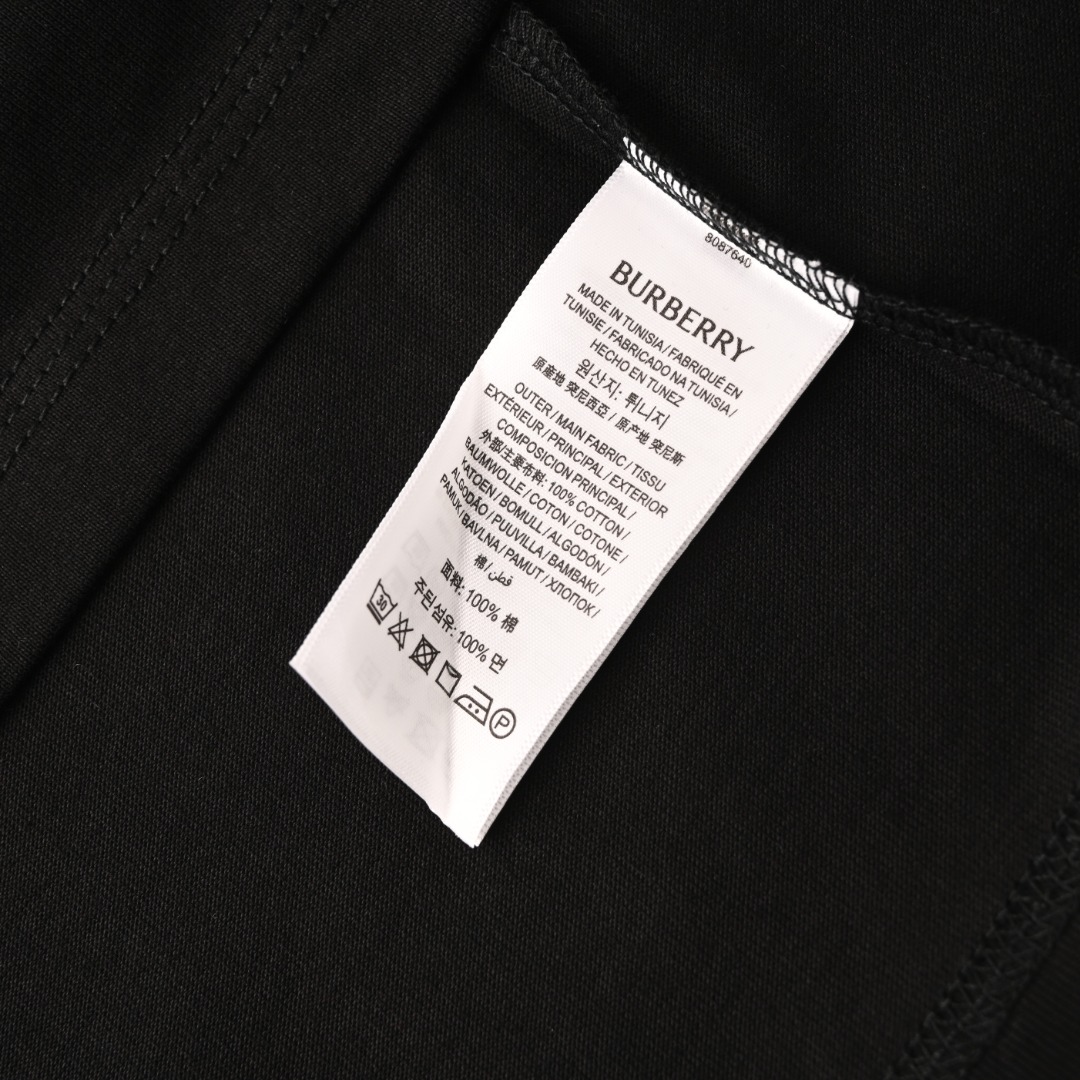 8087640
BURBERRY
MADE IN TUNISIA / FABRIQUÉ EN
TUNISIE / FABRICADO NA TUNISIA /
HECHO EN TUNEZ
원산지: 튀니지
原産地 突尼西亞 / 原产地 突尼斯
OUTER / MAIN FABRIC / TISSU
EXTÉRIEUR / PRINCIPAL / EXTERIOR
COMPOSICION PRINCIPAL /
外部/主要布料: 100% COTTON /
BAUMWOLLE / COTON / COTONE /
KATOEN / BOMULL / ALGODÓN /
ALGODÃO / PUUVILLA / BAMBAKI /
PAMUK / BAVLNA / PAMUT / ХЛОПОК /
棉 / قطن
面料: 100% 棉
주된섬유: 100% 면
30
P